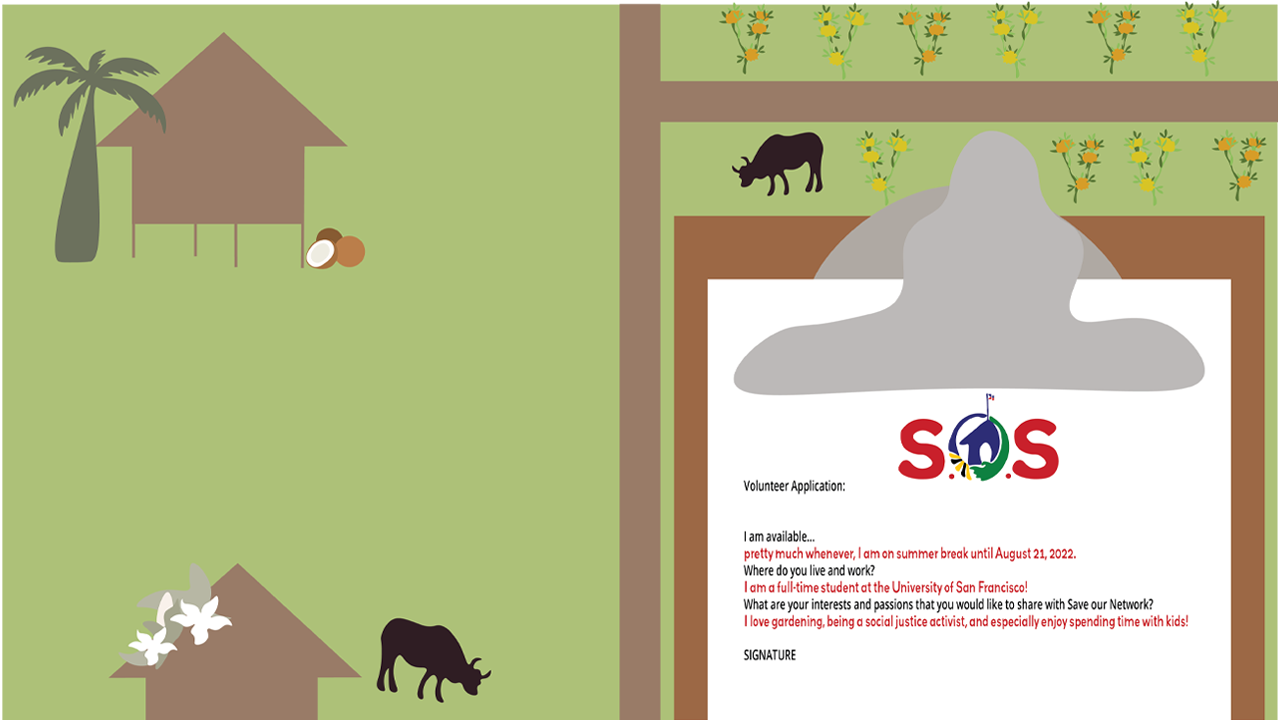 S.O.S
Volunteer Application:
I am available...
pretty much whenever, I am on summer break until August 21, 2022.
Where do you live and work?
I am a full-time student at the University of San Francisco!
What are your interests and passions that you would like to share with Save our Network?
I love gardening, being a social justice activist, and especially enjoy spending time with kids!
SIGNATURE